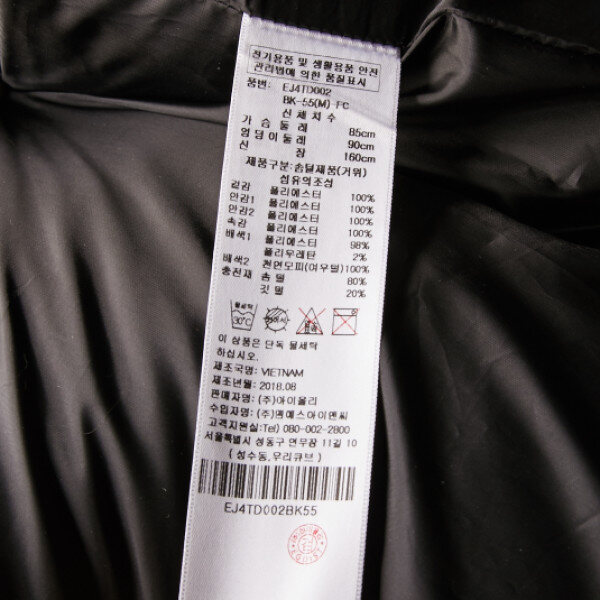 전기용품 및 생활용품 안전
관리법에 의한 품질표시
품번: EJ4TD002
BK-55(M)-FC
신체치수
가슴둘레 85cm
엉덩이둘레 90cm
신장 160cm
제품구분:솜털제품(거위)
섬유의조성
겉감 폴리에스터 100%
안감1 폴리에스터 100%
안감2 폴리에스터 100%
속감 폴리에스터 100%
배색1 폴리에스터 98%
폴리우레탄 2%
배색2 천연모피(여우털)100%
충전재 솜털 80%
깃털 20%
물세탁
30℃
이 상품은 단독 물세탁
하십시오.
제조국명: VIETNAM
제조년월: 2018.08
판매자명: (주)아이올리
수입자명: (주)멤에스아이앤씨
고객지원실: Tel) 080-002-2800
서울특별시 성동구 연무장 11길 10
(성수동,우리큐브)
EJ4TD002BK55